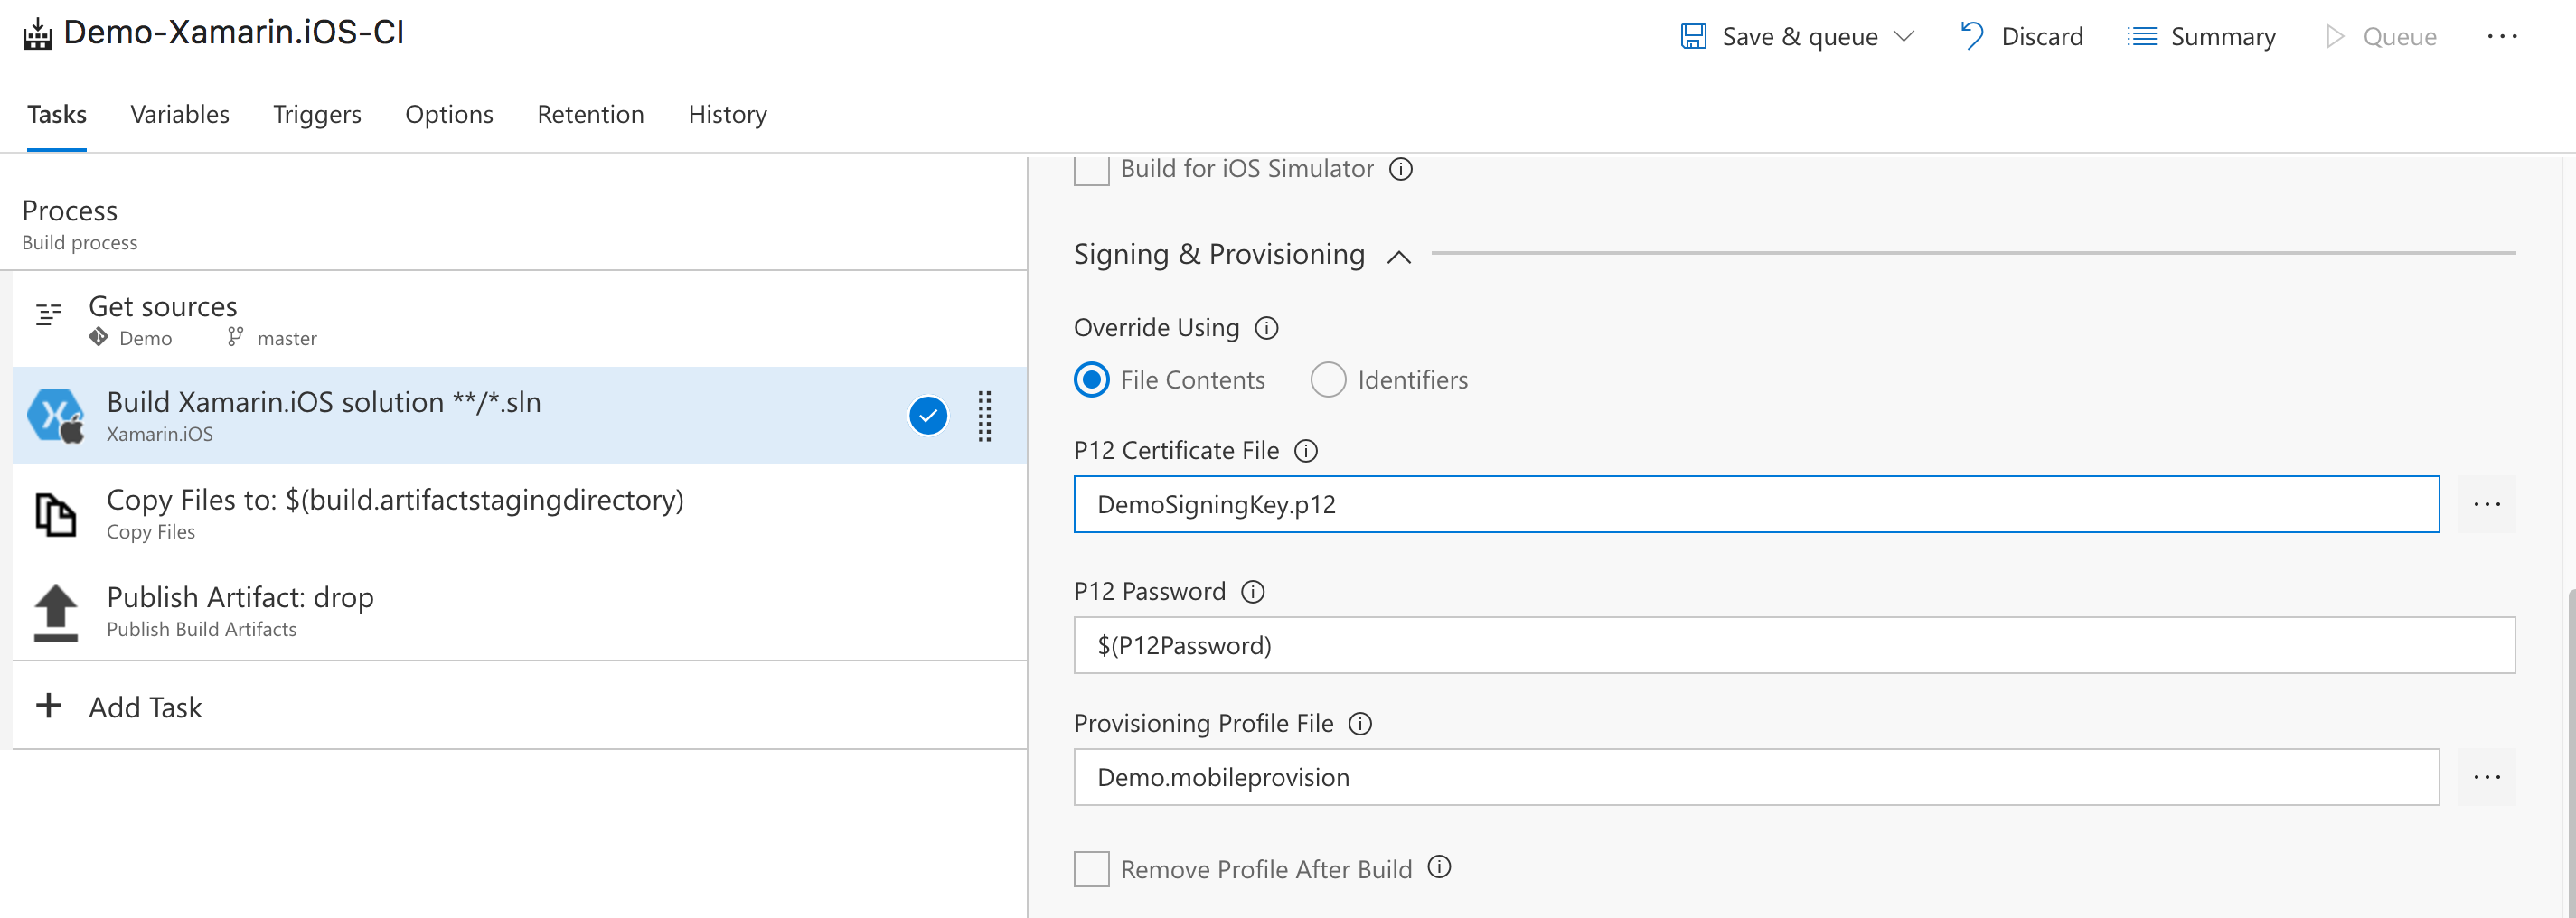 Demo-Xamarin.iOS-CI
Save & queue
Discard
Summary
Queue
Tasks
Variables
Triggers
Options
Retention
History
Process
Build process
Get sources
Demo
master
Build Xamarin.iOS solution **/*.sln
Xamarin.iOS
Copy Files to: $(build.artifactstagingdirectory)
Copy Files
Publish Artifact: drop
Publish Build Artifacts
Add Task
Build for iOS Simulator
Signing & Provisioning
Override Using
File Contents
Identifiers
P12 Certificate File
DemoSigningKey.p12
P12 Password
$(P12Password)
Provisioning Profile File
Demo.mobileprovision
Remove Profile After Build